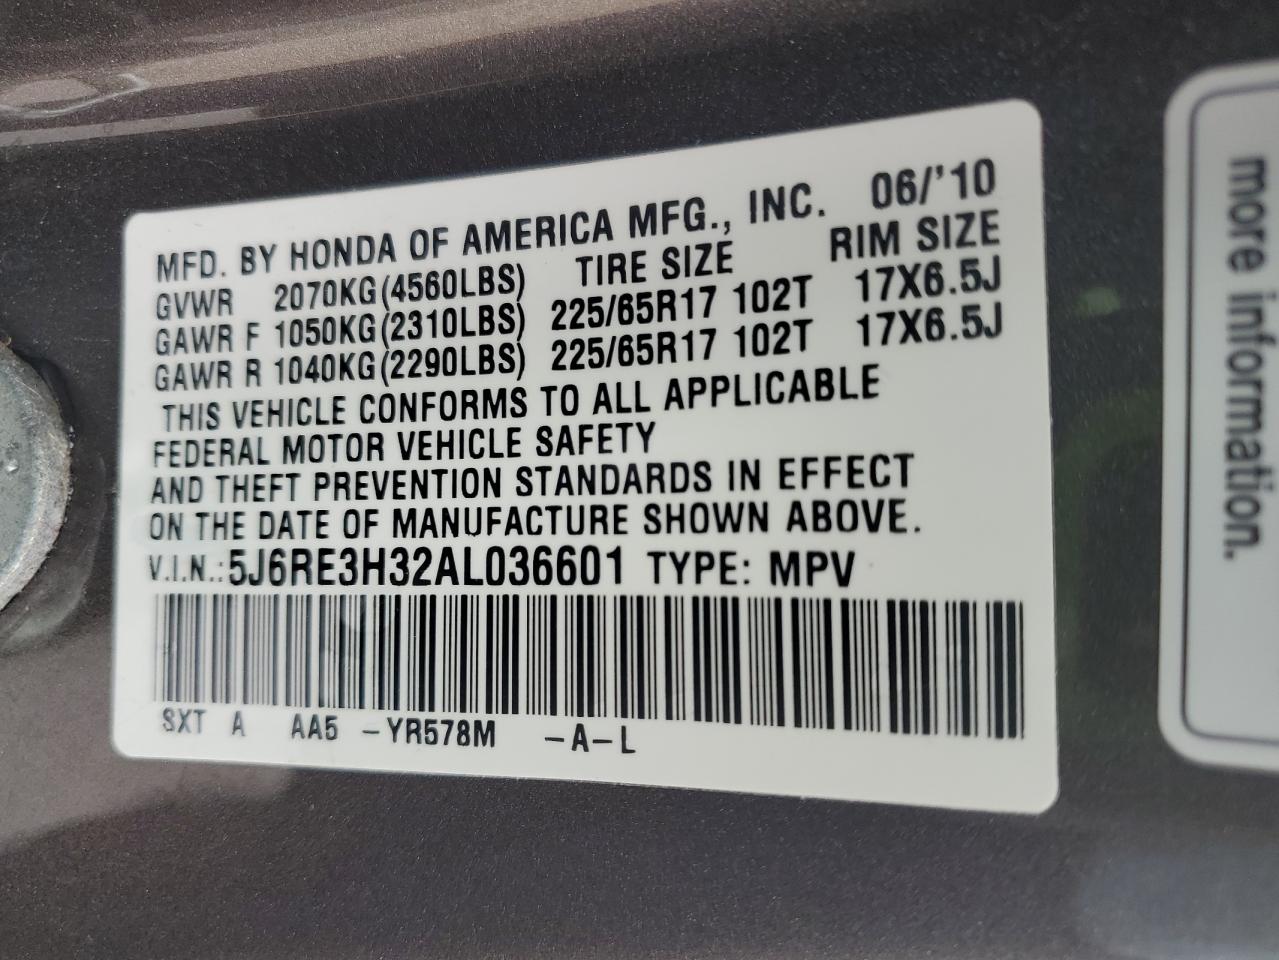 MFD. BY HONDA OF AMERICA MFG., INC. 06/'10
GVWR 2070KG(4560LBS) TIRE SIZE RIM SIZE
GAWR F 1050KG(2310LBS) 225/65R17 102T 17X6.5J
GAWR R 1040KG(2290LBS) 225/65R17 102T 17X6.5J
THIS VEHICLE CONFORMS TO ALL APPLICABLE
FEDERAL MOTOR VEHICLE SAFETY
AND THEFT PREVENTION STANDARDS IN EFFECT
ON THE DATE OF MANUFACTURE SHOWN ABOVE.
V.I.N.:5J6RE3H32AL036601 TYPE: MPV
SXT A AA5 -YR578M -A-L
more information.